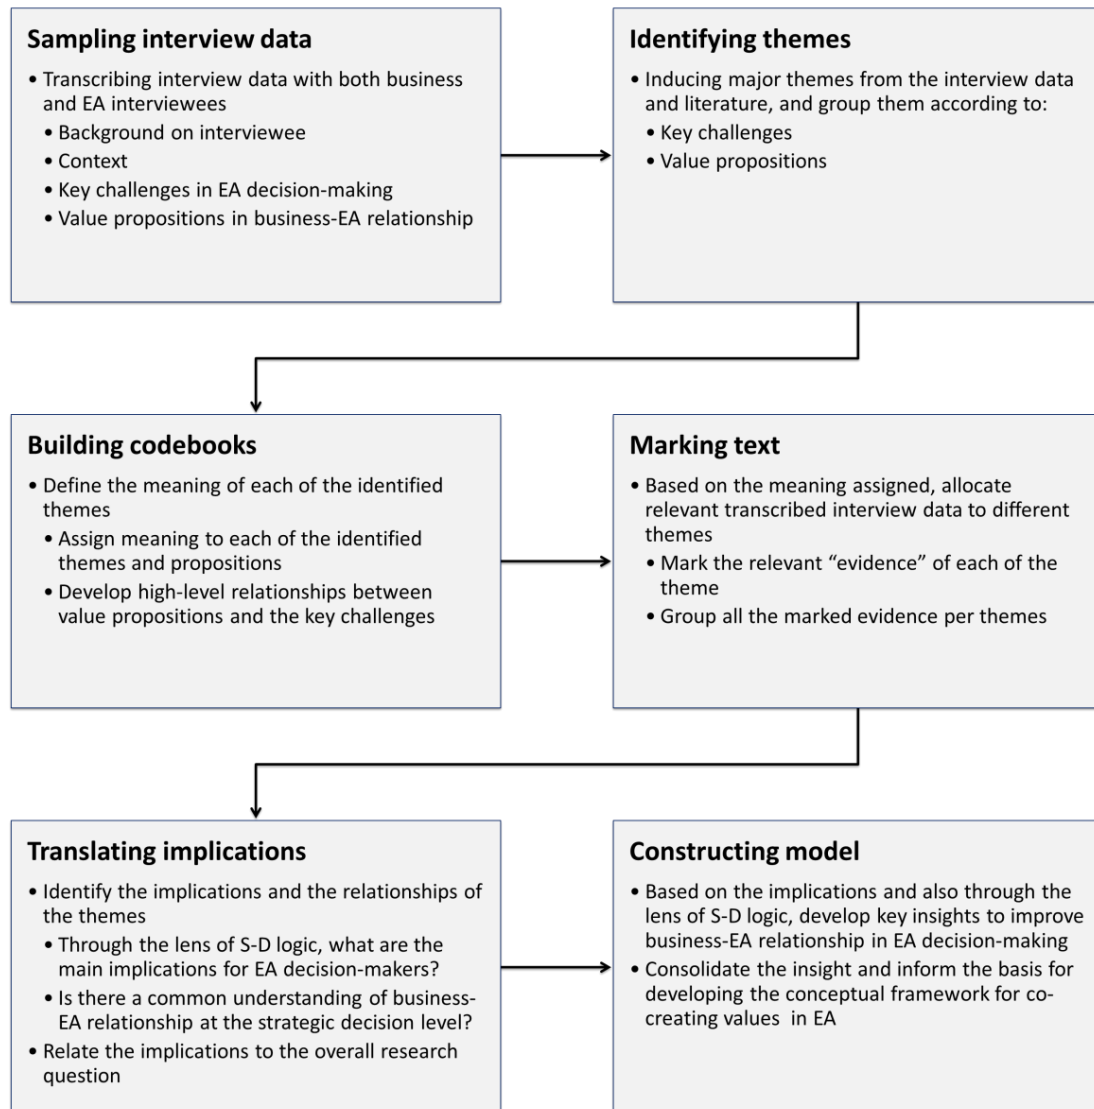 Sampling interview data
• Transcribing interview data with both business
and EA interviewees
• Background on interviewee
• Context
• Key challenges in EA decision-making
• Value propositions in business-EA relationship
Identifying themes
• Inducing major themes from the interview data
and literature, and group them according to:
• Key challenges
• Value propositions
Building codebooks
• Define the meaning of each of the identified
themes
• Assign meaning to each of the identified
themes and propositions
• Develop high-level relationships between
value propositions and the key challenges
Marking text
• Based on the meaning assigned, allocate
relevant transcribed interview data to different
themes
• Mark the relevant “evidence” of each of the
theme
• Group all the marked evidence per themes
Translating implications
• Identify the implications and the relationships of
the themes
• Through the lens of S-D logic, what are the
main implications for EA decision-makers?
• Is there a common understanding of business-
EA relationship at the strategic decision level?
• Relate the implications to the overall research
question
Constructing model
• Based on the implications and also through the
lens of S-D logic, develop key insights to improve
business-EA relationship in EA decision-making
• Consolidate the insight and inform the basis for
developing the conceptual framework for co-
creating values in EA